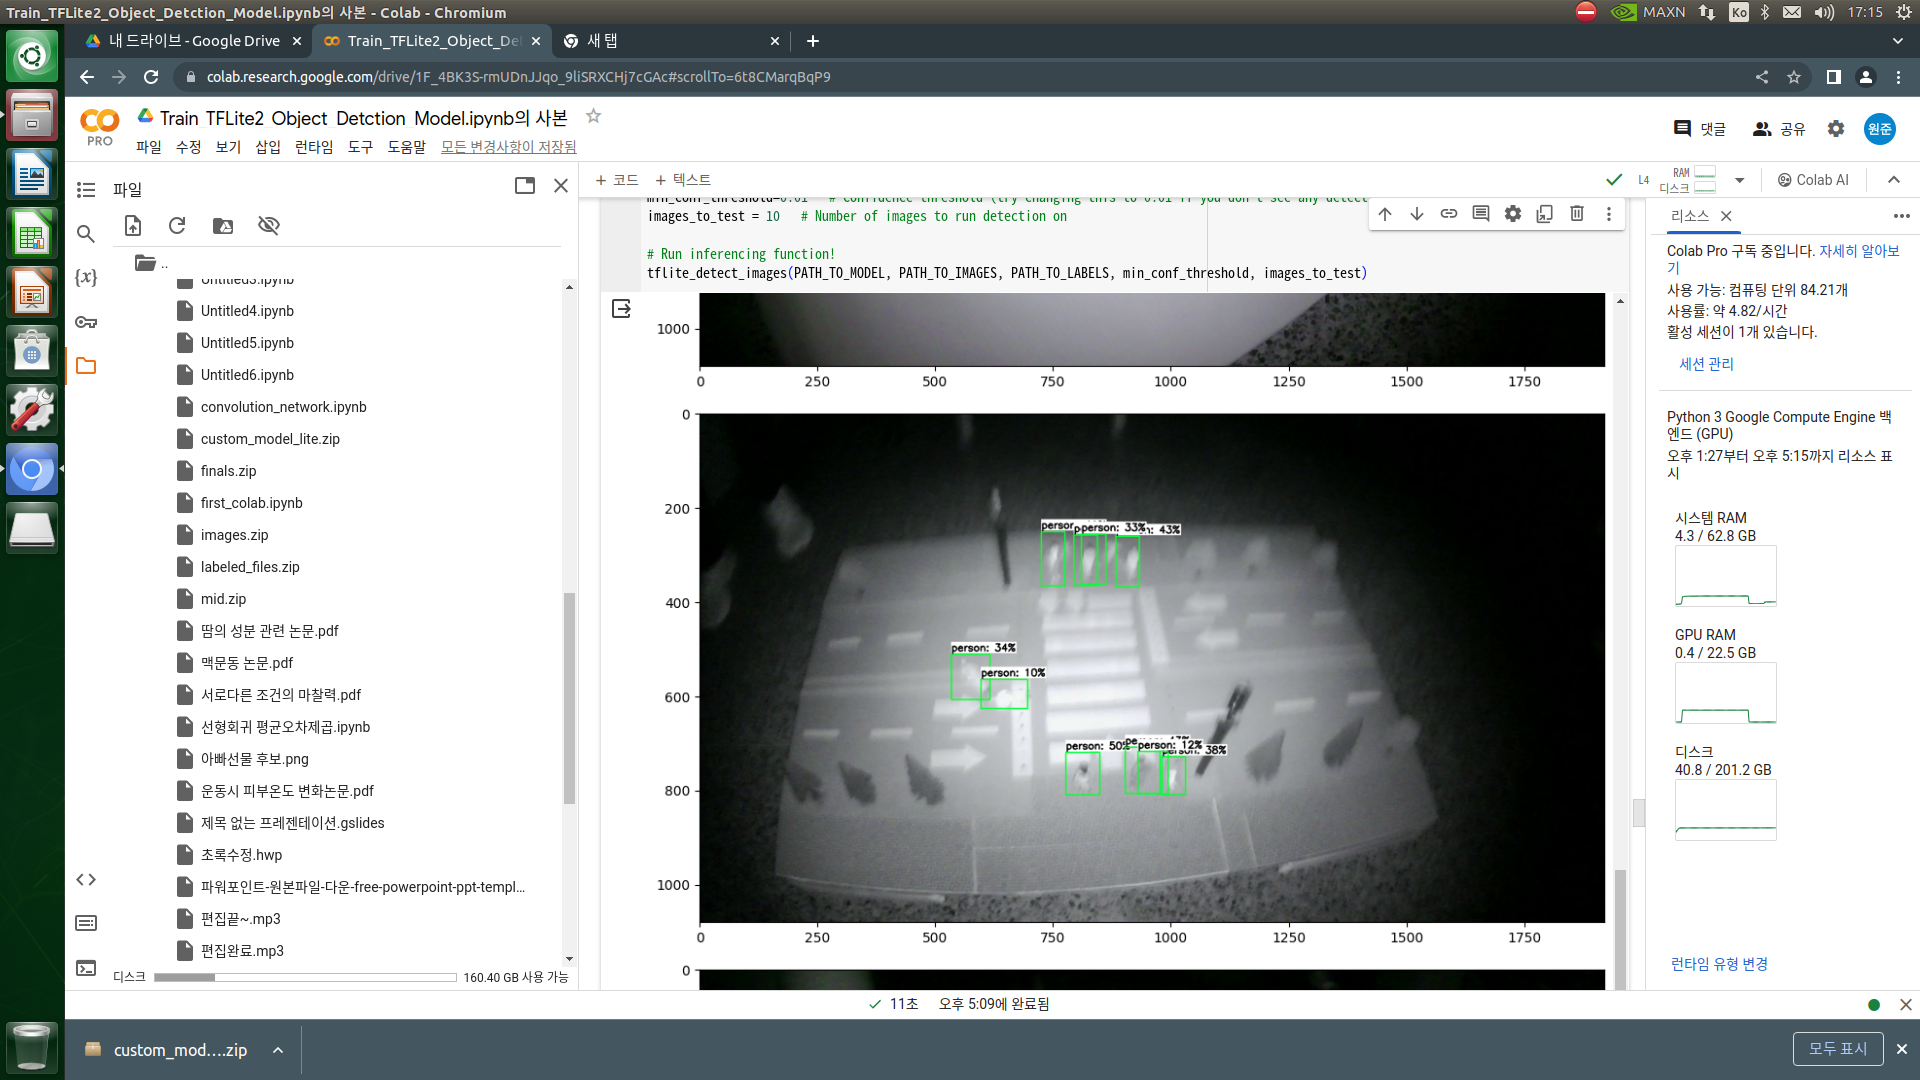 Train_TFLite2_Object_Detction_Model.ipynb의 사본 - Colab - Chromium
MAXN
Ko
17:15
내 드라이브 - Google Drive
Train_TFLite2_Object_De
새 탭
colab.research.google.com/drive/1F_4BK3S-rmUDnJJqo_9liSRXCHj7cGAc#scrollTo=6t8CMarqBqP9
PRO
Train_TFLite2_Object_Detction_Model.ipynb의 사본
파일 수정 보기 삽입 런타임 도구 도움말 모든 변경사항이 저장됨
댓글
공유
원준
파일
+ 코드 + 텍스트
L4
RAM
디스크
Colab AI
..
Untitled3.ipynb
Untitled4.ipynb
Untitled5.ipynb
Untitled6.ipynb
convolution_network.ipynb
custom_model_lite.zip
finals.zip
first_colab.ipynb
images.zip
labeled_files.zip
mid.zip
땀의 성분 관련 논문.pdf
맥문동 논문.pdf
서로다른 조건의 마찰력.pdf
선형회귀 평균오차제곱.ipynb
아빠선물 후보.png
운동시 피부온도 변화논문.pdf
제목 없는 프레젠테이션.gslides
초록수정.hwp
파워포인트-원본파일-다운-free-powerpoint-ppt-templ...
편집끝~.mp3
편집완료.mp3
디스크
160.40 GB 사용 가능
min_conf_threshold=0.01 # Confidence threshold (try changing this to 0.01 if you don't see any detect
images_to_test = 10 # Number of images to run detection on
# Run inferencing function!
tflite_detect_images(PATH_TO_MODEL, PATH_TO_IMAGES, PATH_TO_LABELS, min_conf_threshold, images_to_test)
1000
0 250 500 750 1000 1250 1500 1750
0
200
400
600
800
1000
person: 33%
43%
person: 34%
person: 10%
person: 50%
person: 12%
38%
0 250 500 750 1000 1250 1500 1750
0
리소스
Colab Pro 구독 중입니다. 자세히 알아보
기
사용 가능: 컴퓨팅 단위 84.21개
사용률: 약 4.82/시간
활성 세션이 1개 있습니다.
세션 관리
Python 3 Google Compute Engine 백
엔드 (GPU)
오후 1:27부터 오후 5:15까지 리소스 표
시
시스템 RAM
4.3 / 62.8 GB
GPU RAM
0.4 / 22.5 GB
디스크
40.8 / 201.2 GB
런타임 유형 변경
11초 오후 5:09에 완료됨
custom_mod....zip
모두 표시